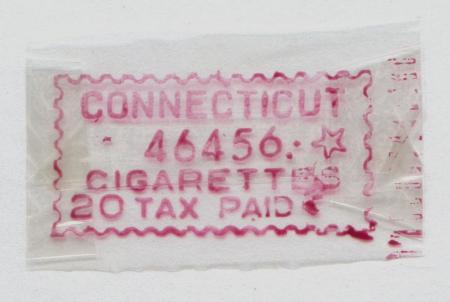 CONNECTICUT
46456.
CIGARETTES
20 TAX PAID